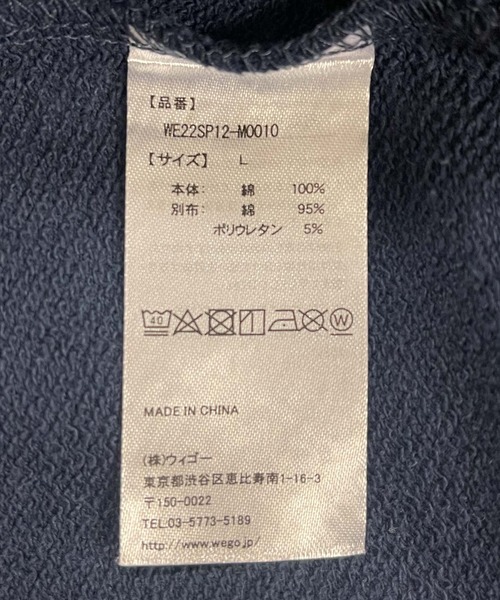 【品番】
WE22SP12-M0010
【サイズ】 L
本体: 綿 100%
別布: 綿 95%
ポリウレタン 5%
40 W
MADE IN CHINA
(株)ウィゴー
東京都渋谷区恵比寿南1-16-3
〒150-0022
TEL.03-5773-5189
http://www.wego.jp/